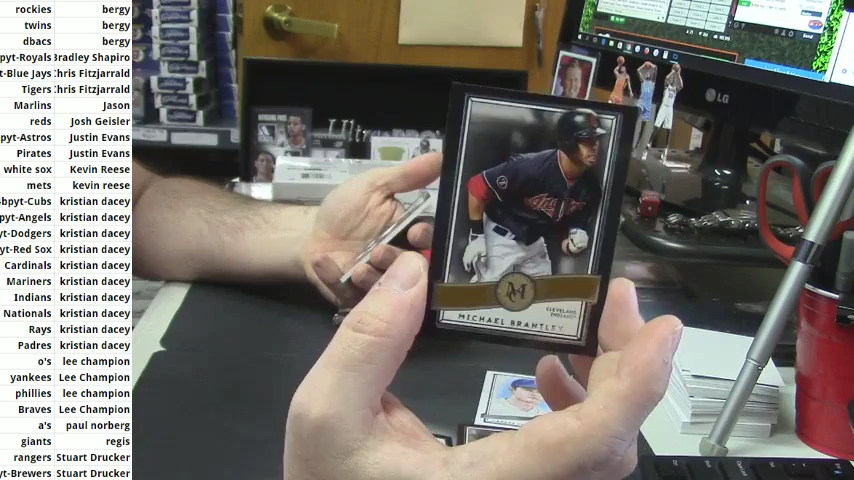 rockies bergy
twins bergy
dbacs bergy
pyt-Royals Bradley Shapiro
t-Blue Jays Chris Fitzjarrald
Tigers Chris Fitzjarrald
Marlins Jason
reds Josh Geisler
pyt-Astros Justin Evans
Pirates Justin Evans
white sox Kevin Reese
mets kevin reese
bpyt-Cubs kristian dacey
pyt-Angels kristian dacey
yt-Dodgers kristian dacey
yt-Red Sox kristian dacey
Cardinals kristian dacey
Mariners kristian dacey
Indians kristian dacey
Nationals kristian dacey
Rays kristian dacey
Padres kristian dacey
o's lee champion
yankees Lee Champion
phillies lee champion
Braves Lee Champion
a's paul norberg
giants regis
rangers Stuart Drucker
yt-Brewers Stuart Drucker
LG
Indians
M
CLEVELAND
INDIANS
MICHAEL BRANTLEY